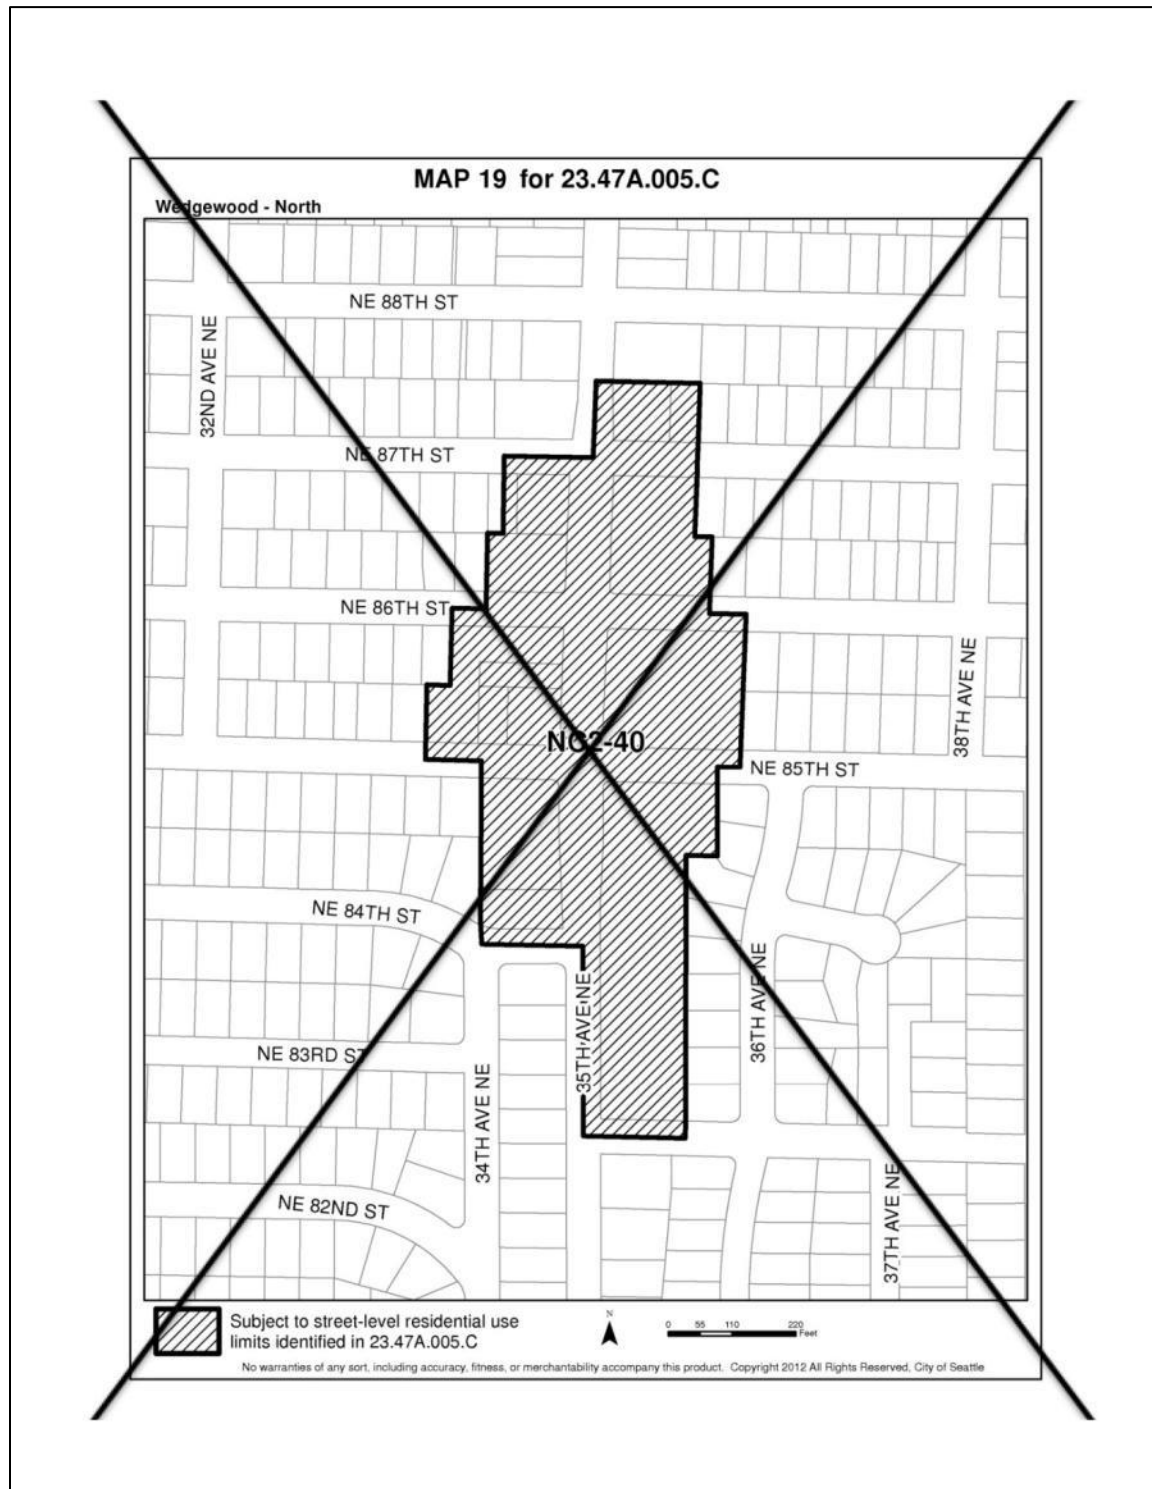 MAP 19 for 23.47A.005.C
Wedgewood - North
NE 88TH ST
32ND AVE NE
NE 87TH ST
NE 86TH ST
38TH AVE NE
NC2-40
NE 85TH ST
NE 84TH ST
36TH AVE NE
35TH AVE NE
NE 83RD ST
34TH AVE NE
37TH AVE NE
NE 82ND ST
Subject to street-level residential use
limits identified in 23.47A.005.C
N
0 55 110 220
Feet
No warranties of any sort, including accuracy, fitness, or merchantability accompany this product. Copyright 2012 All Rights Reserved, City of Seattle